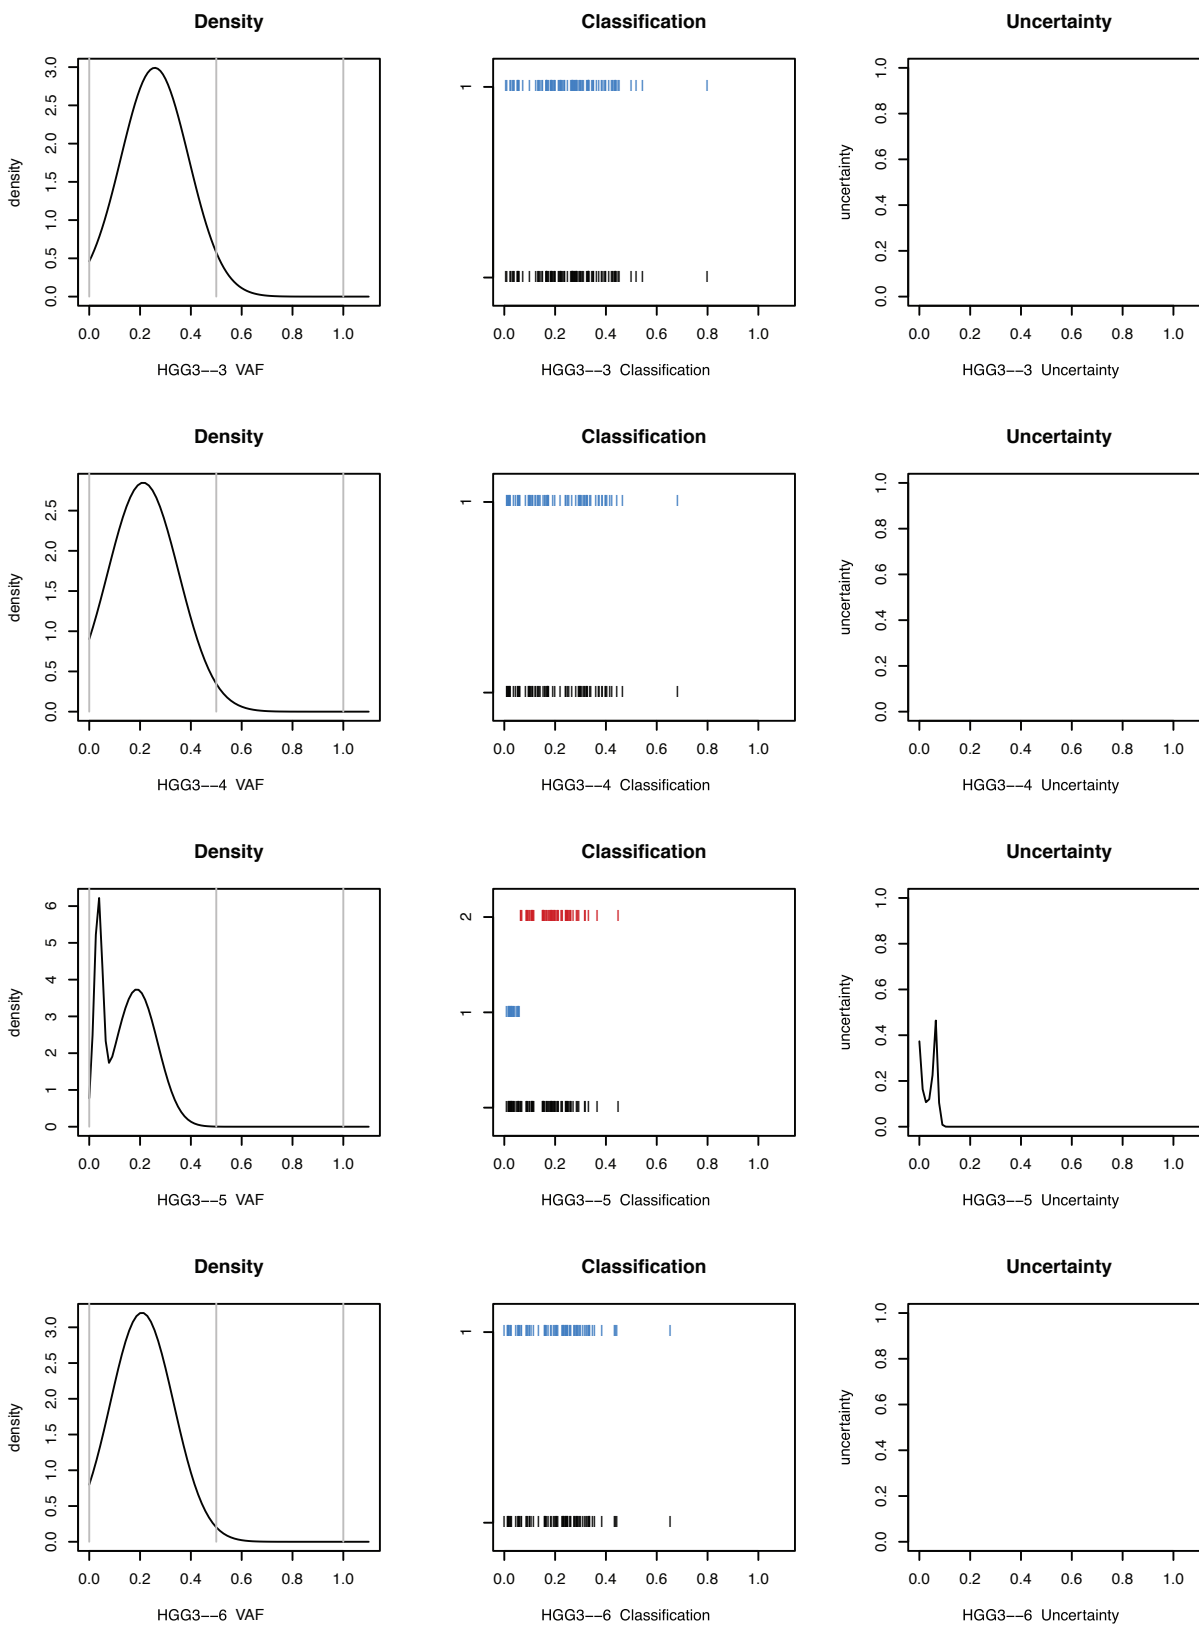 Density Classification Uncertainty
density
0.0 0.5 1.0 1.5 2.0 2.5 3.0
0.0 0.2 0.4 0.6 0.8 1.0
HGG3--3 VAF
1
0.0 0.2 0.4 0.6 0.8 1.0
HGG3--3 Classification
uncertainty
0.0 0.2 0.4 0.6 0.8 1.0
0.0 0.2 0.4 0.6 0.8 1.0
HGG3--3 Uncertainty
Density Classification Uncertainty
density
0.0 0.5 1.0 1.5 2.0 2.5
0.0 0.2 0.4 0.6 0.8 1.0
HGG3--4 VAF
1
0.0 0.2 0.4 0.6 0.8 1.0
HGG3--4 Classification
uncertainty
0.0 0.2 0.4 0.6 0.8 1.0
0.0 0.2 0.4 0.6 0.8 1.0
HGG3--4 Uncertainty
Density Classification Uncertainty
density
0 1 2 3 4 5 6
0.0 0.2 0.4 0.6 0.8 1.0
HGG3--5 VAF
1 2
0.0 0.2 0.4 0.6 0.8 1.0
HGG3--5 Classification
uncertainty
0.0 0.2 0.4 0.6 0.8 1.0
0.0 0.2 0.4 0.6 0.8 1.0
HGG3--5 Uncertainty
Density Classification Uncertainty
density
0.0 0.5 1.0 1.5 2.0 2.5 3.0
0.0 0.2 0.4 0.6 0.8 1.0
HGG3--6 VAF
1
0.0 0.2 0.4 0.6 0.8 1.0
HGG3--6 Classification
uncertainty
0.0 0.2 0.4 0.6 0.8 1.0
0.0 0.2 0.4 0.6 0.8 1.0
HGG3--6 Uncertainty